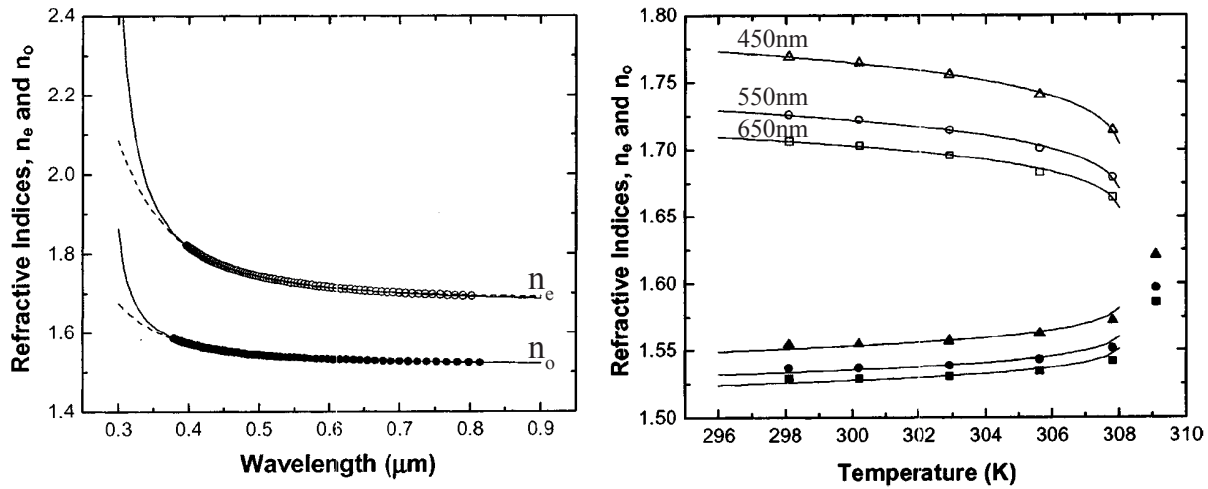 Refractive Indices, nₑ and nₒ
2.4
2.2
2.0
1.8
1.6
1.4
nₑ
nₒ
0.3 0.4 0.5 0.6 0.7 0.8 0.9
Wavelength (μm)
Refractive Indices, nₑ and nₒ
1.80
1.75
1.70
1.65
1.60
1.55
1.50
450nm
550nm
650nm
296 298 300 302 304 306 308 310
Temperature (K)